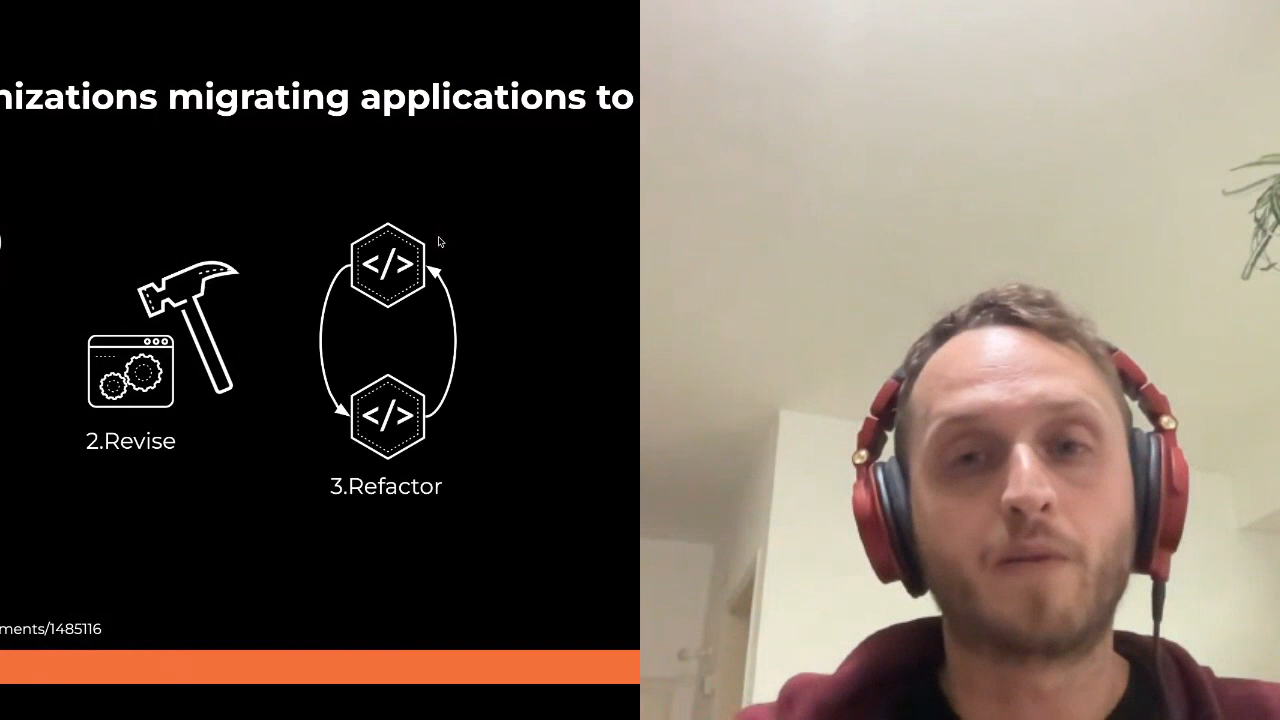 nizations migrating applications to
</>
</>
2.Revise
3.Refactor
ments/1485116